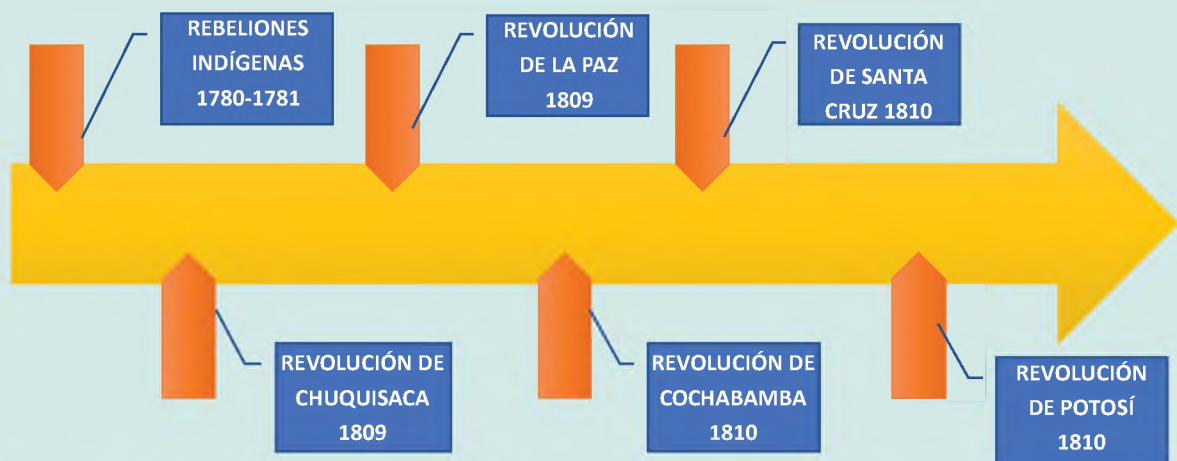 REBELIONES
INDÍGENAS
1780-1781
REVOLUCIÓN
DE LA PAZ
1809
REVOLUCIÓN
DE SANTA
CRUZ 1810
REVOLUCIÓN DE
CHUQUISACA
1809
REVOLUCIÓN DE
COCHABAMBA
1810
REVOLUCIÓN
DE POTOSÍ
1810